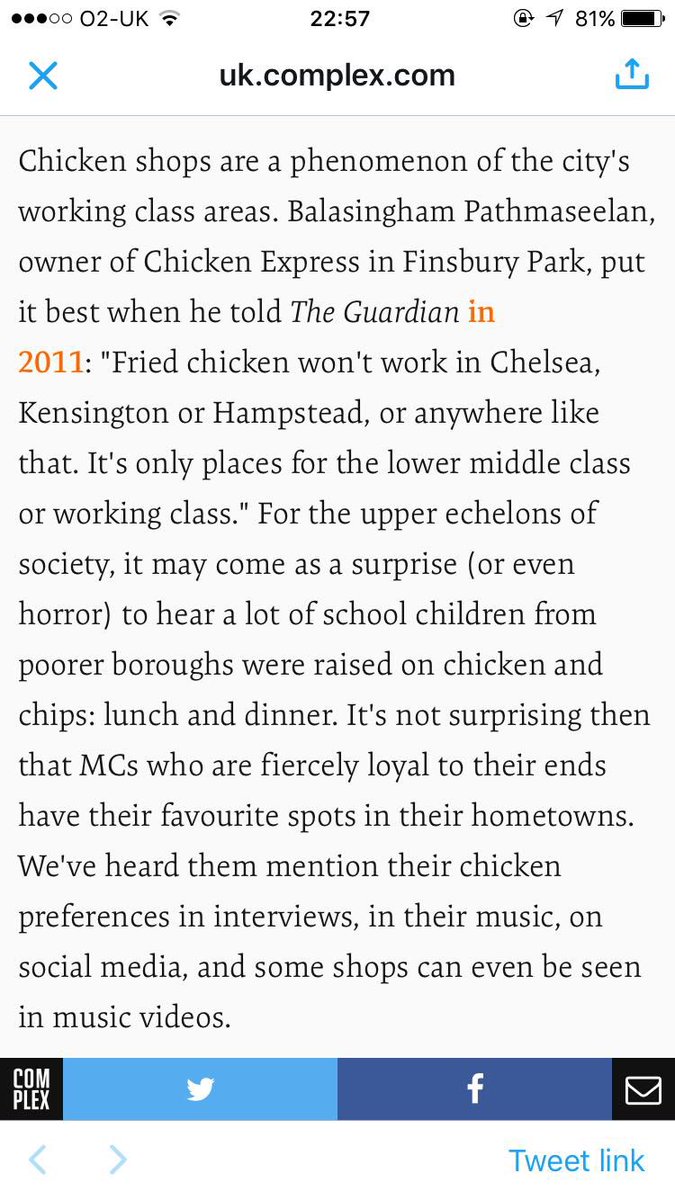 O2-UK 22:57 81%
uk.complex.com
Chicken shops are a phenomenon of the city's
working class areas. Balasingham Pathmaseelan,
owner of Chicken Express in Finsbury Park, put
it best when he told The Guardian in
2011: "Fried chicken won't work in Chelsea,
Kensington or Hampstead, or anywhere like
that. It's only places for the lower middle class
or working class." For the upper echelons of
society, it may come as a surprise (or even
horror) to hear a lot of school children from
poorer boroughs were raised on chicken and
chips: lunch and dinner. It's not surprising then
that MCs who are fiercely loyal to their ends
have their favourite spots in their hometowns.
We've heard them mention their chicken
preferences in interviews, in their music, on
social media, and some shops can even be seen
in music videos.
COM
PLEX
Tweet link